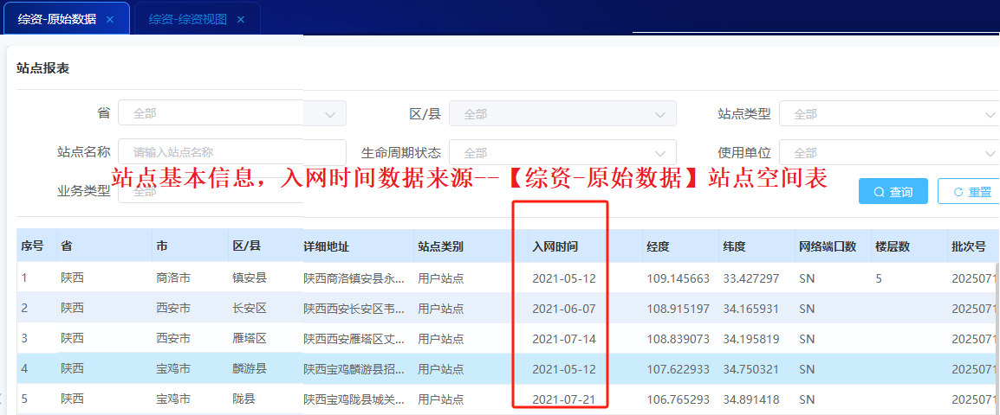 综资-原始数据 × 综资-综资视图 ×
站点报表
省 全部 区/县 全部 站点类型 全部
站点名称 请输入站点名称 生命周期状态 全部 使用单位 全部
站点基本信息，入网时间数据来源--【综资-原始数据】站点空间表
业务类型 全部 查询 重置
序号 省 市 区/县 详细地址 站点类别 入网时间 经度 纬度 网络端口数 楼层数 批次号
1 陕西 商洛市 镇安县 陕西商洛镇安县永... 用户站点 2021-05-12 109.145663 33.427297 SN 5 2025071
2 陕西 西安市 长安区 陕西西安长安区韦... 用户站点 2021-06-07 108.915197 34.165931 SN 2025071
3 陕西 西安市 雁塔区 陕西西安雁塔区丈... 用户站点 2021-07-14 108.839073 34.195819 SN 2025071
4 陕西 宝鸡市 麟游县 陕西宝鸡麟游县招... 用户站点 2021-05-12 107.622933 34.750321 SN 2025071
5 陕西 宝鸡市 陇县 陕西宝鸡陇县城关... 用户站点 2021-07-21 106.765293 34.891418 SN 2025071